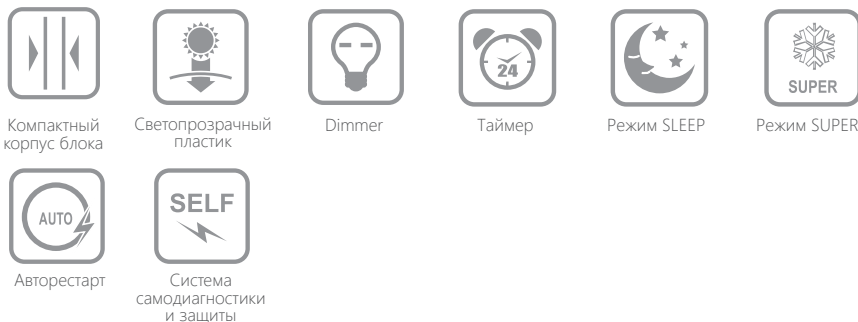 24
SUPER
Компактный
корпус блока
Светопрозрачный
пластик
Dimmer
Таймер
Режим SLEEP
Режим SUPER
AUTO
SELF
Авторестарт
Система
самодиагностики
и защиты